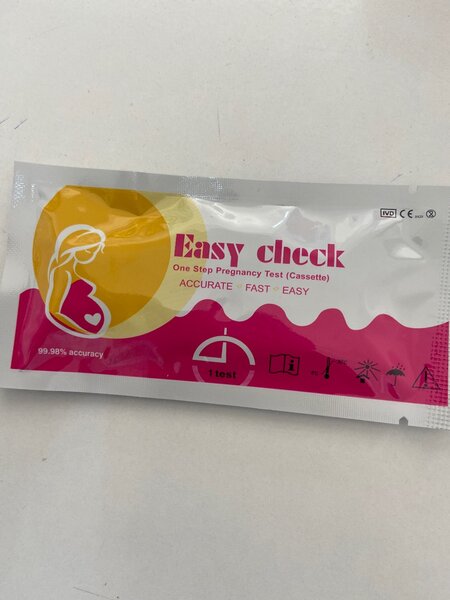 IVD CE
Easy check
One Step Pregnancy Test (Cassette)
ACCURATE FAST EASY
99.98% accuracy
1 test